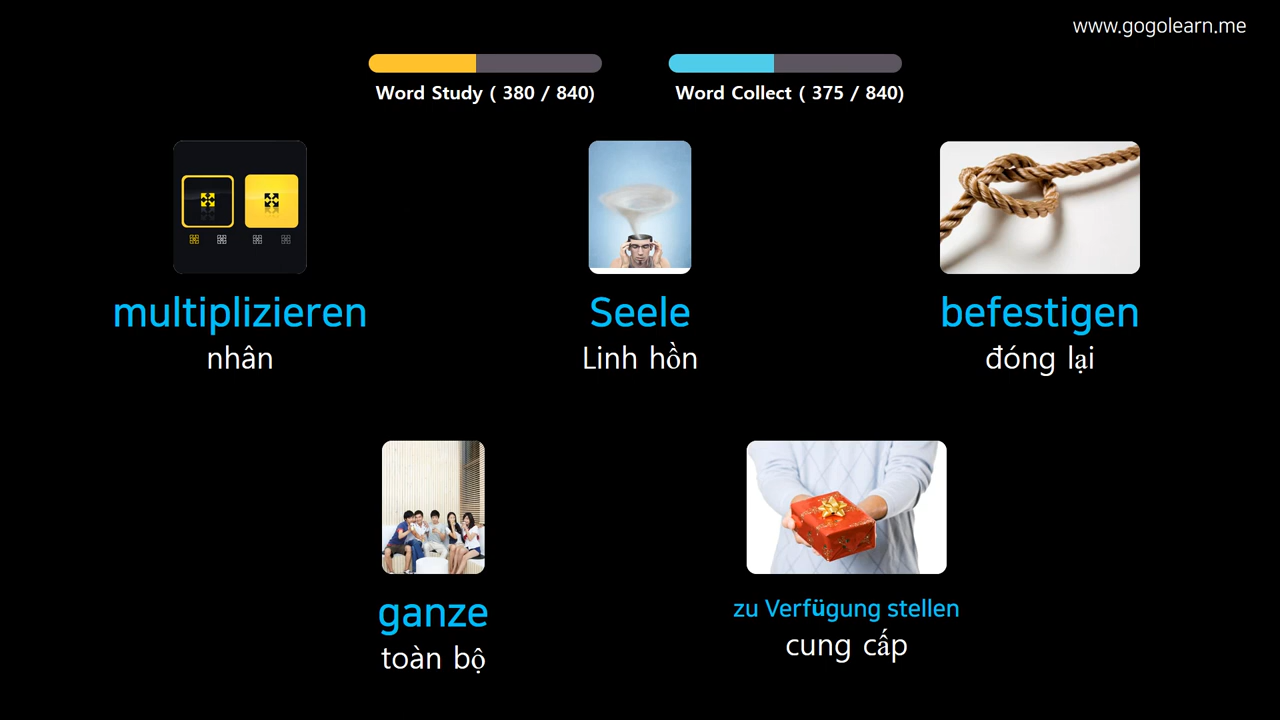 www.gogolearn.me
Word Study ( 380 / 840)
Word Collect ( 375 / 840)
multiplizieren
nhân
Seele
Linh hồn
befestigen
đóng lại
ganze
toàn bộ
zu Verfügung stellen
cung cấp